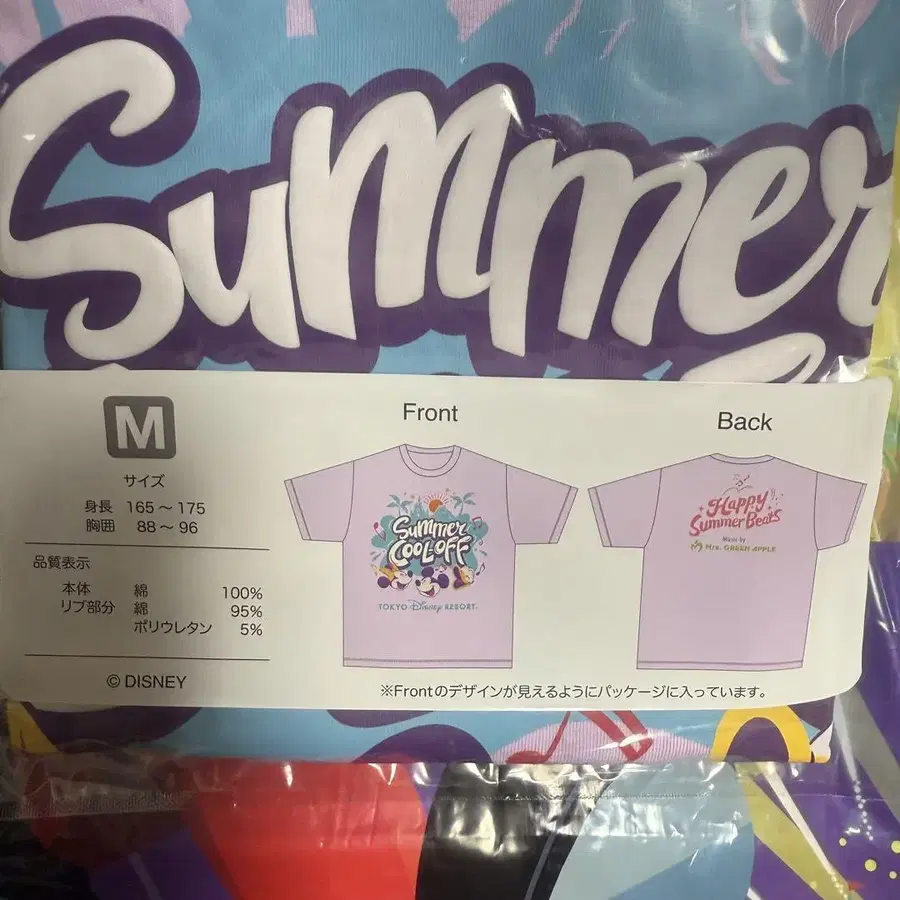 Summer
M
サイズ
身長 165～175
胸囲 88～96
品質表示
本体 綿 100%
リブ部分 綿 95%
ポリウレタン 5%
© DISNEY
Front
Summer
COOL-OFF
TOKYO Disney RESORT®
Back
Happy
Summer Beats
Music by
Mrs. GREEN APPLE
※Frontのデザインが見えるようにパッケージに入っています。